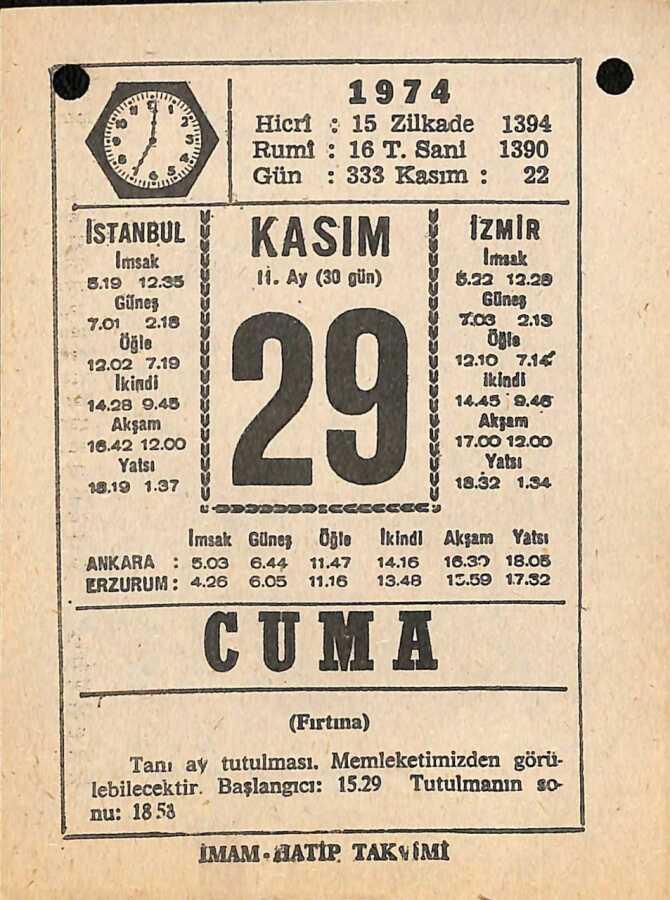 1974
Hicrî : 15 Zilkade 1394
Rumî : 16 T. Sani 1390
Gün : 333 Kasım : 22
İSTANBUL
İmsak
5.19 12.35
Güneş
7.01 2.18
Öğle
12.02 7.19
İkindi
14.28 9.45
Akşam
16.42 12.00
Yatsı
18.19 1.37
KASIM
11. Ay (30 gün)
29
İZMİR
İmsak
5.22 12.28
Güneş
7.03 2.13
Öğle
12.10 7.14
İkindi
14.45 9.46
Akşam
17.00 12.00
Yatsı
18.32 1.34
İmsak Güneş Öğle İkindi Akşam Yatsı
ANKARA : 5.03 6.44 11.47 14.16 16.30 18.05
ERZURUM : 4.26 6.05 11.16 13.48 15.59 17.32
CUMA
(Fırtına)
Tam ay tutulması. Memleketimizden görü-
lebilecektir. Başlangıcı: 15.29 Tutulmanın so-
nu: 18.58
İMAM-HATİP TAKVİMİ